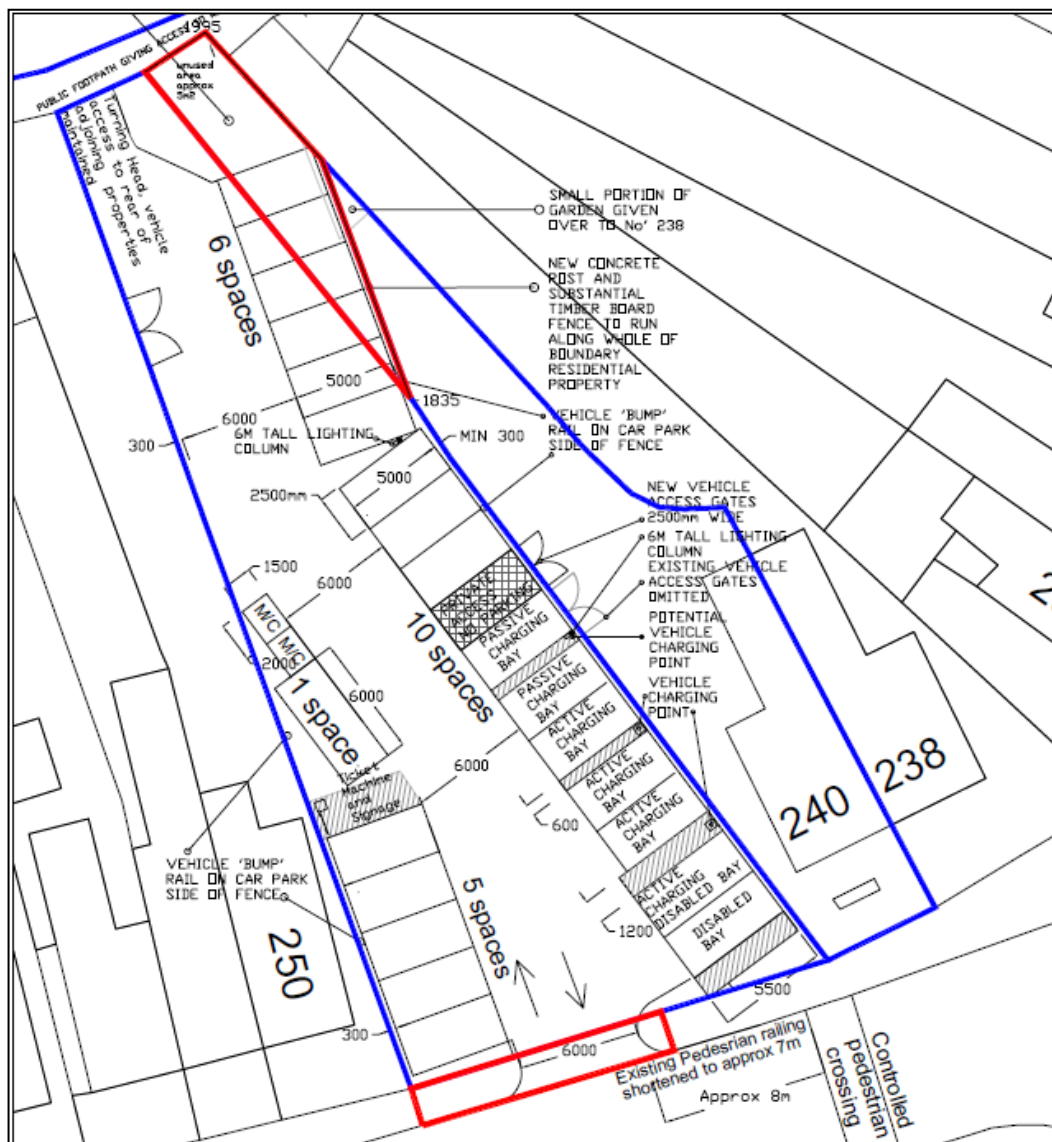 1995
PUBLIC FOOTPATH GIVING ACCESS
unused
area
approx
5m2
Turning Head, vehicle
access to rear of
adjoining properties
maintained
6 spaces
SMALL PORTION OF
GARDEN GIVEN
OVER TO No' 238
NEW CONCRETE
POST AND
SUBSTANTIAL
TIMBER BOARD
FENCE TO RUN
ALONG WHOLE OF
BOUNDARY
RESIDENTIAL
PROPERTY
5000
6000
1835
300
6M TALL LIGHTING
COLUMN
MIN 300
VEHICLE 'BUMP'
RAIL ON CAR PARK
SIDE OF FENCE
5000
2500mm
NEW VEHICLE
ACCESS GATES
2500mm WIDE
6M TALL LIGHTING
COLUMN
EXISTING VEHICLE
ACCESS GATES
OMITTED
POTENTIAL
VEHICLE
CHARGING
POINT
VEHICLE
CHARGING
POINT
1500
6000
PRIVATE
ACCESS
NO PARKING
M/C
M/C
2000
10 spaces
PASSIVE
CHARGING
BAY
PASSIVE
CHARGING
BAY
ACTIVE
CHARGING
BAY
ACTIVE
CHARGING
BAY
ACTIVE
CHARGING
BAY
ACTIVE
CHARGING
DISABLED BAY
DISABLED
BAY
1 space
6000
6000
Ticket
Machine
and
Signage
600
240
238
VEHICLE 'BUMP'
RAIL ON CAR PARK
SIDE OF FENCE
5 spaces
1200
250
300
5500
6000
Existing Pedestrian railing
shortened to approx 7m
Approx 8m
Controlled
pedestrian
crossing